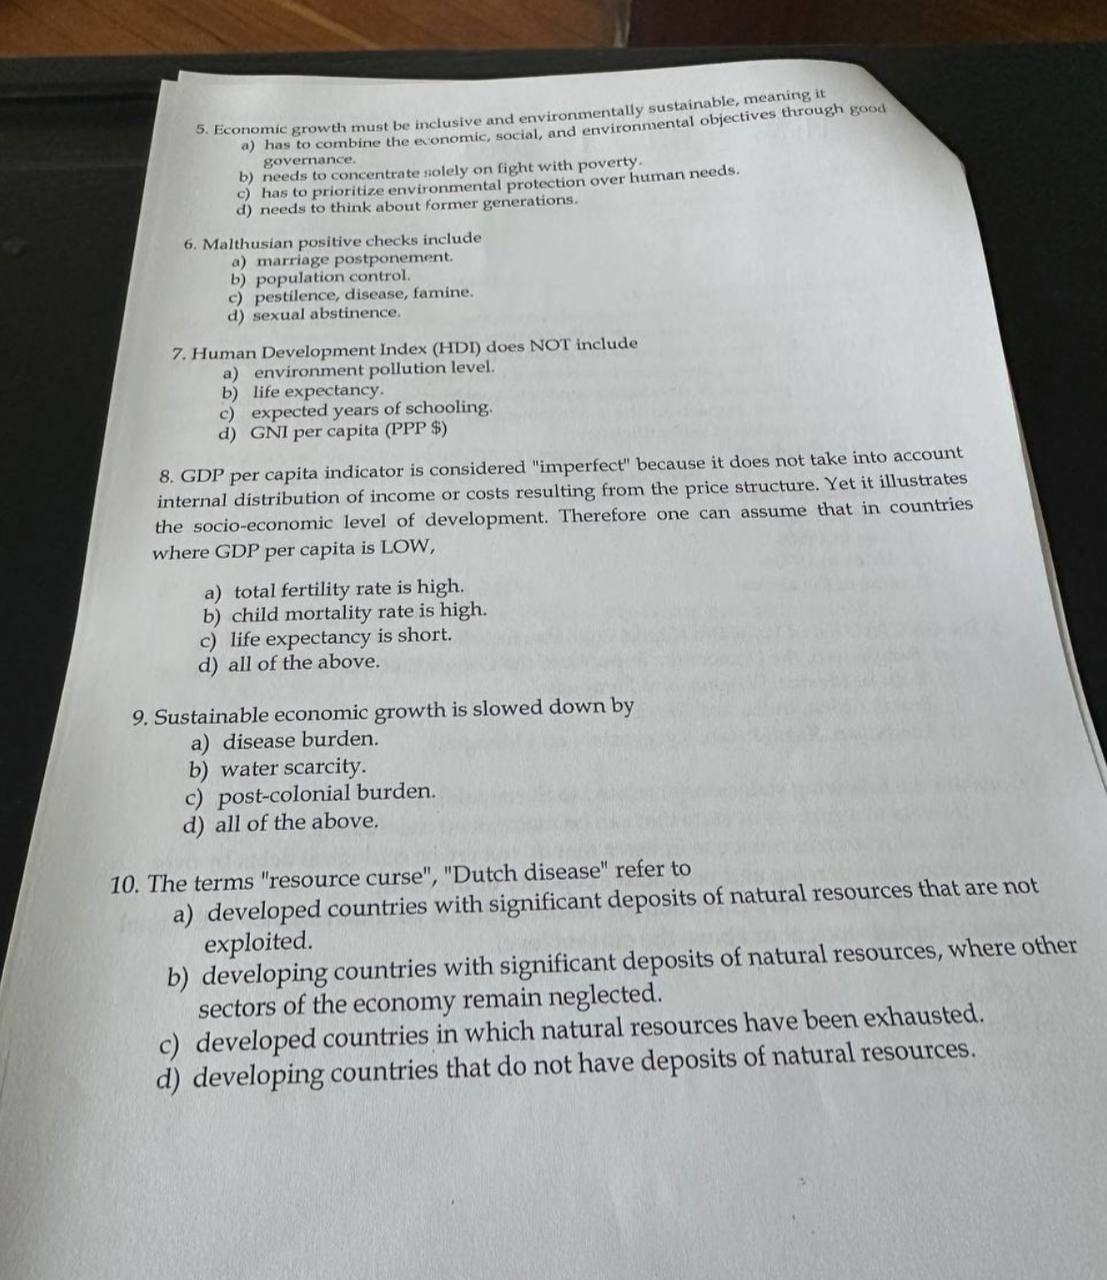 5. Economic growth must be inclusive and environmentally sustainable, meaning it
a) has to combine the economic, social, and environmental objectives through good
governance.
b) needs to concentrate solely on fight with poverty.
c) has to prioritize environmental protection over human needs.
d) needs to think about former generations.
6. Malthusian positive checks include
a) marriage postponement.
b) population control.
c) pestilence, disease, famine.
d) sexual abstinence.
7. Human Development Index (HDI) does NOT include
a) environment pollution level.
b) life expectancy.
c) expected years of schooling.
d) GNI per capita (PPP $)
8. GDP per capita indicator is considered "imperfect" because it does not take into account
internal distribution of income or costs resulting from the price structure. Yet it illustrates
the socio-economic level of development. Therefore one can assume that in countries
where GDP per capita is LOW,
a) total fertility rate is high.
b) child mortality rate is high.
c) life expectancy is short.
d) all of the above.
9. Sustainable economic growth is slowed down by
a) disease burden.
b) water scarcity.
c) post-colonial burden.
d) all of the above.
10. The terms "resource curse", "Dutch disease" refer to
a) developed countries with significant deposits of natural resources that are not
exploited.
b) developing countries with significant deposits of natural resources, where other
sectors of the economy remain neglected.
c) developed countries in which natural resources have been exhausted.
d) developing countries that do not have deposits of natural resources.